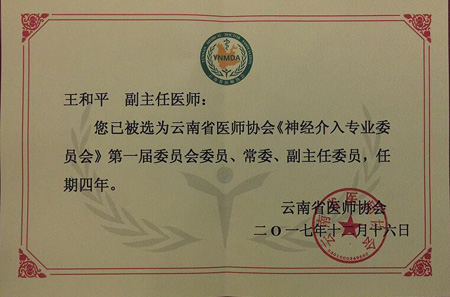 YNMDA
王和平 副主任医师：
您已被选为云南省医师协会《神经介入专业委
员会》第一届委员会委员、常委、副主任委员，任
期四年。
云南省医师协会
二〇一七年十二月十六日